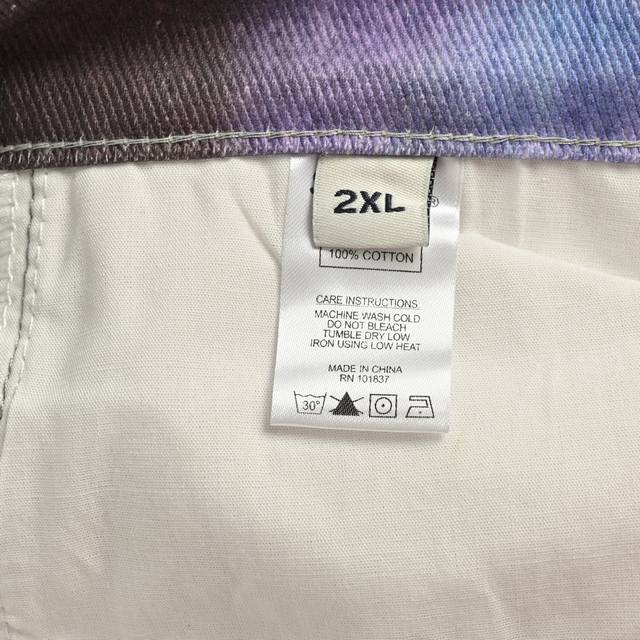 2XL
®
100% COTTON
CARE INSTRUCTIONS
MACHINE WASH COLD
DO NOT BLEACH
TUMBLE DRY LOW
IRON USING LOW HEAT
MADE IN CHINA
RN 101837
30°